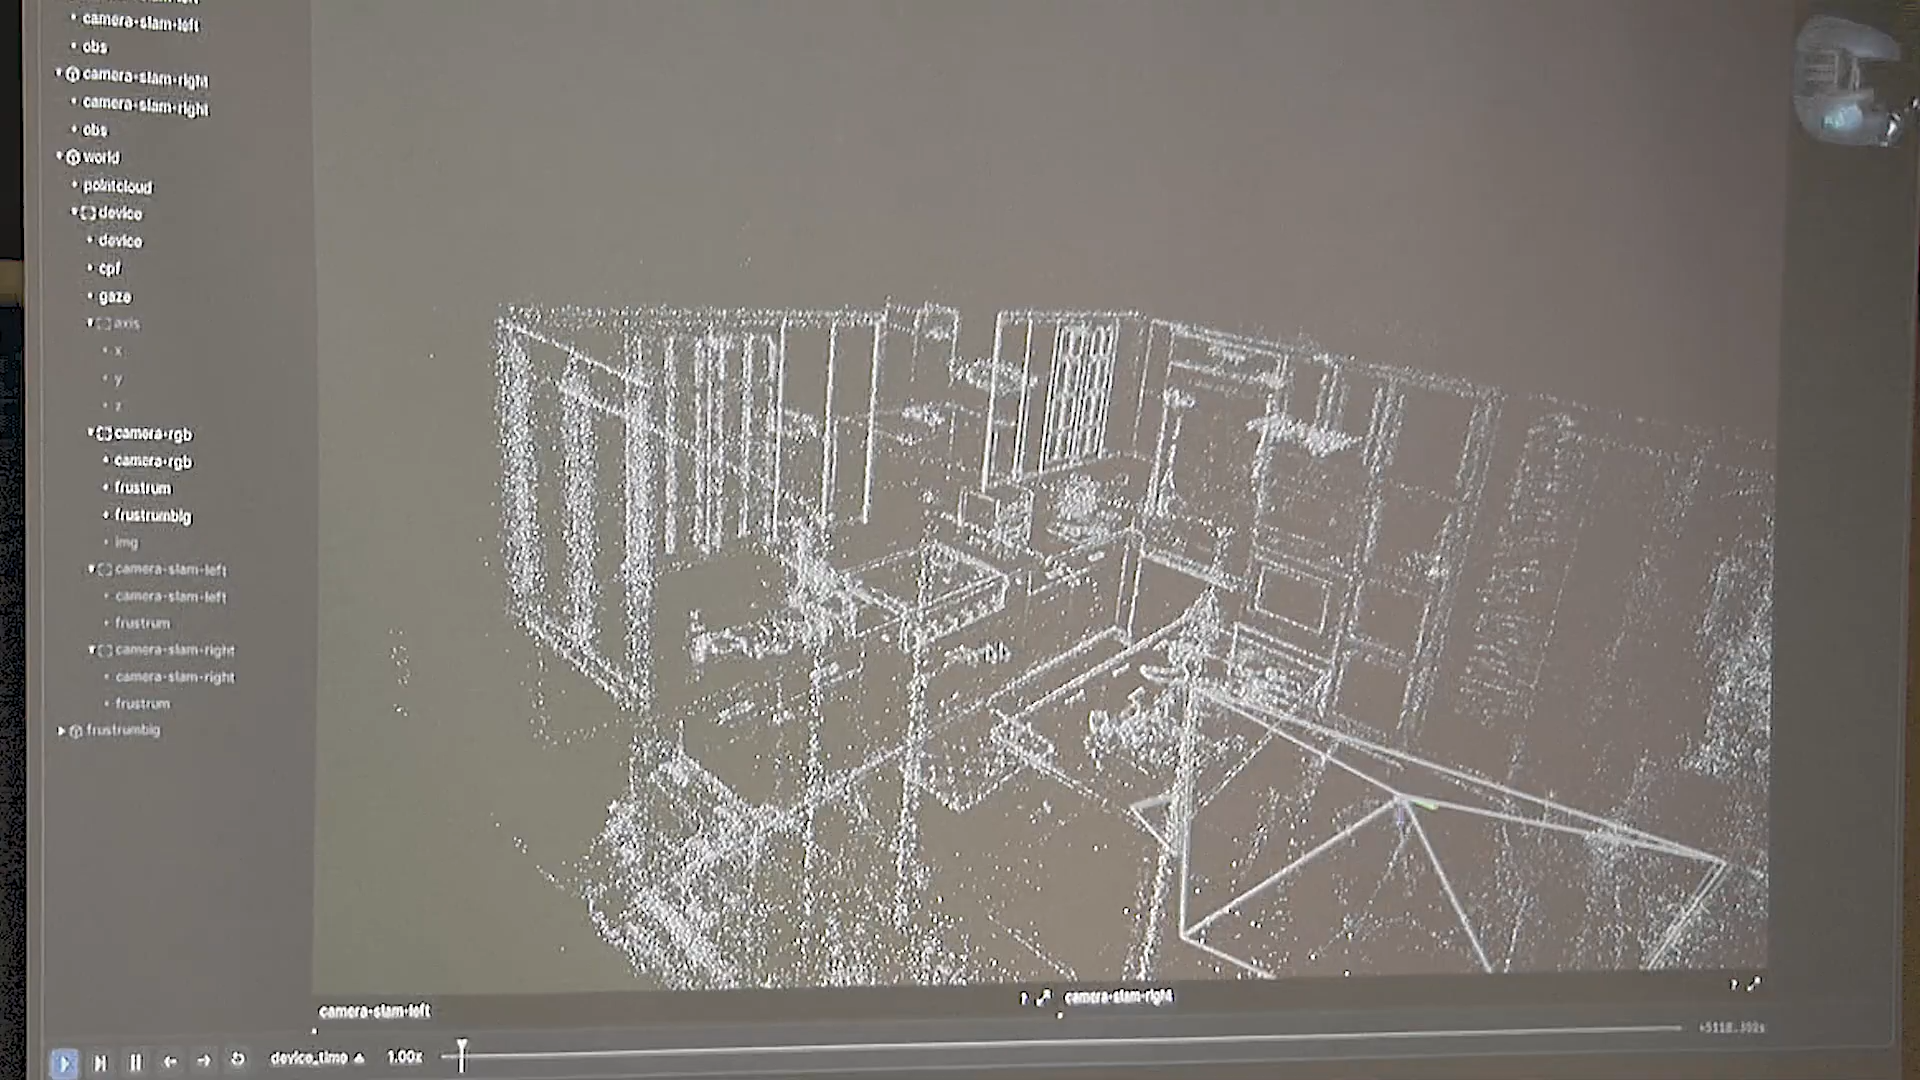 camera-slam-left
obs
camera-slam-right
camera-slam-right
obs
world
pointcloud
device
device
cpf
gaze
axis
x
y
z
camera-rgb
camera-rgb
frustrum
frustrumbig
img
camera-slam-left
camera-slam-left
frustrum
camera-slam-right
camera-slam-right
frustrum
frustrumbig
camera-slam-left
?
camera-slam-right
?
device_time
1.00x